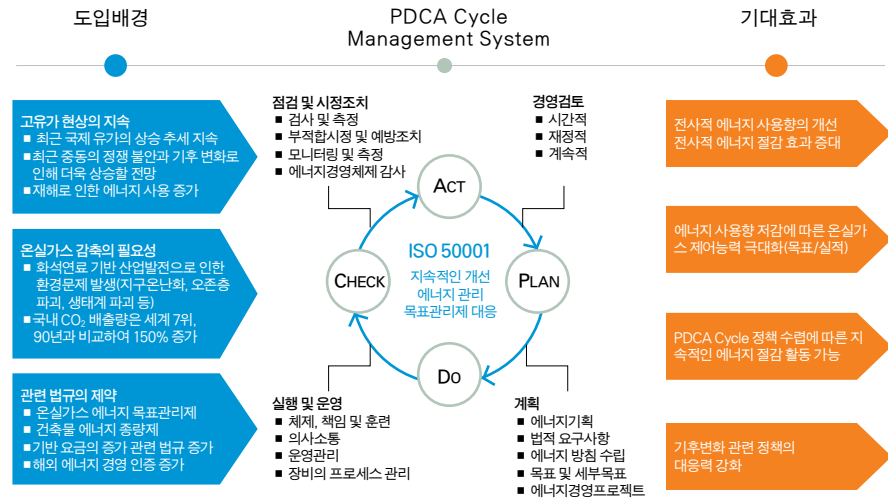 도입배경
PDCA Cycle
Management System
기대효과
고유가 현상의 지속
■ 최근 국제 유가의 상승 추세 지속
■ 최근 중동의 정쟁 불안과 기후 변화로
인해 더욱 상승할 전망
■ 재해로 인한 에너지 사용 증가
온실가스 감축의 필요성
■ 화석연료 기반 산업발전으로 인한
환경문제 발생(지구온난화, 오존층
파괴, 생태계 파괴 등)
■ 국내 CO₂ 배출량은 세계 7위,
90년과 비교하여 150% 증가
관련 법규의 제약
■ 온실가스 에너지 목표관리제
■ 건축물 에너지 종량제
■ 기반 요금의 증가 관련 법규 증가
■ 해외 에너지 경영 인증 증가
점검 및 시정조치
■ 검사 및 측정
■ 부적합시정 및 예방조치
■ 모니터링 및 측정
■ 에너지경영체제 감사
경영검토
■ 시간적
■ 재정적
■ 계속적
ACT
CHECK
ISO 50001
지속적인 개선
에너지 관리
목표관리제 대응
PLAN
DO
실행 및 운영
■ 체제, 책임 및 훈련
■ 의사소통
■ 운영관리
■ 장비의 프로세스 관리
계획
■ 에너지기획
■ 법적 요구사항
■ 에너지 방침 수립
■ 목표 및 세부목표
■ 에너지경영프로젝트
전사적 에너지 사용향의 개선
전사적 에너지 절감 효과 증대
에너지 사용향 저감에 따른 온실가
스 제어능력 극대화(목표/실적)
PDCA Cycle 정책 수렵에 따른 지
속적인 에너지 절감 활동 가능
기후변화 관련 정책의
대응력 강화